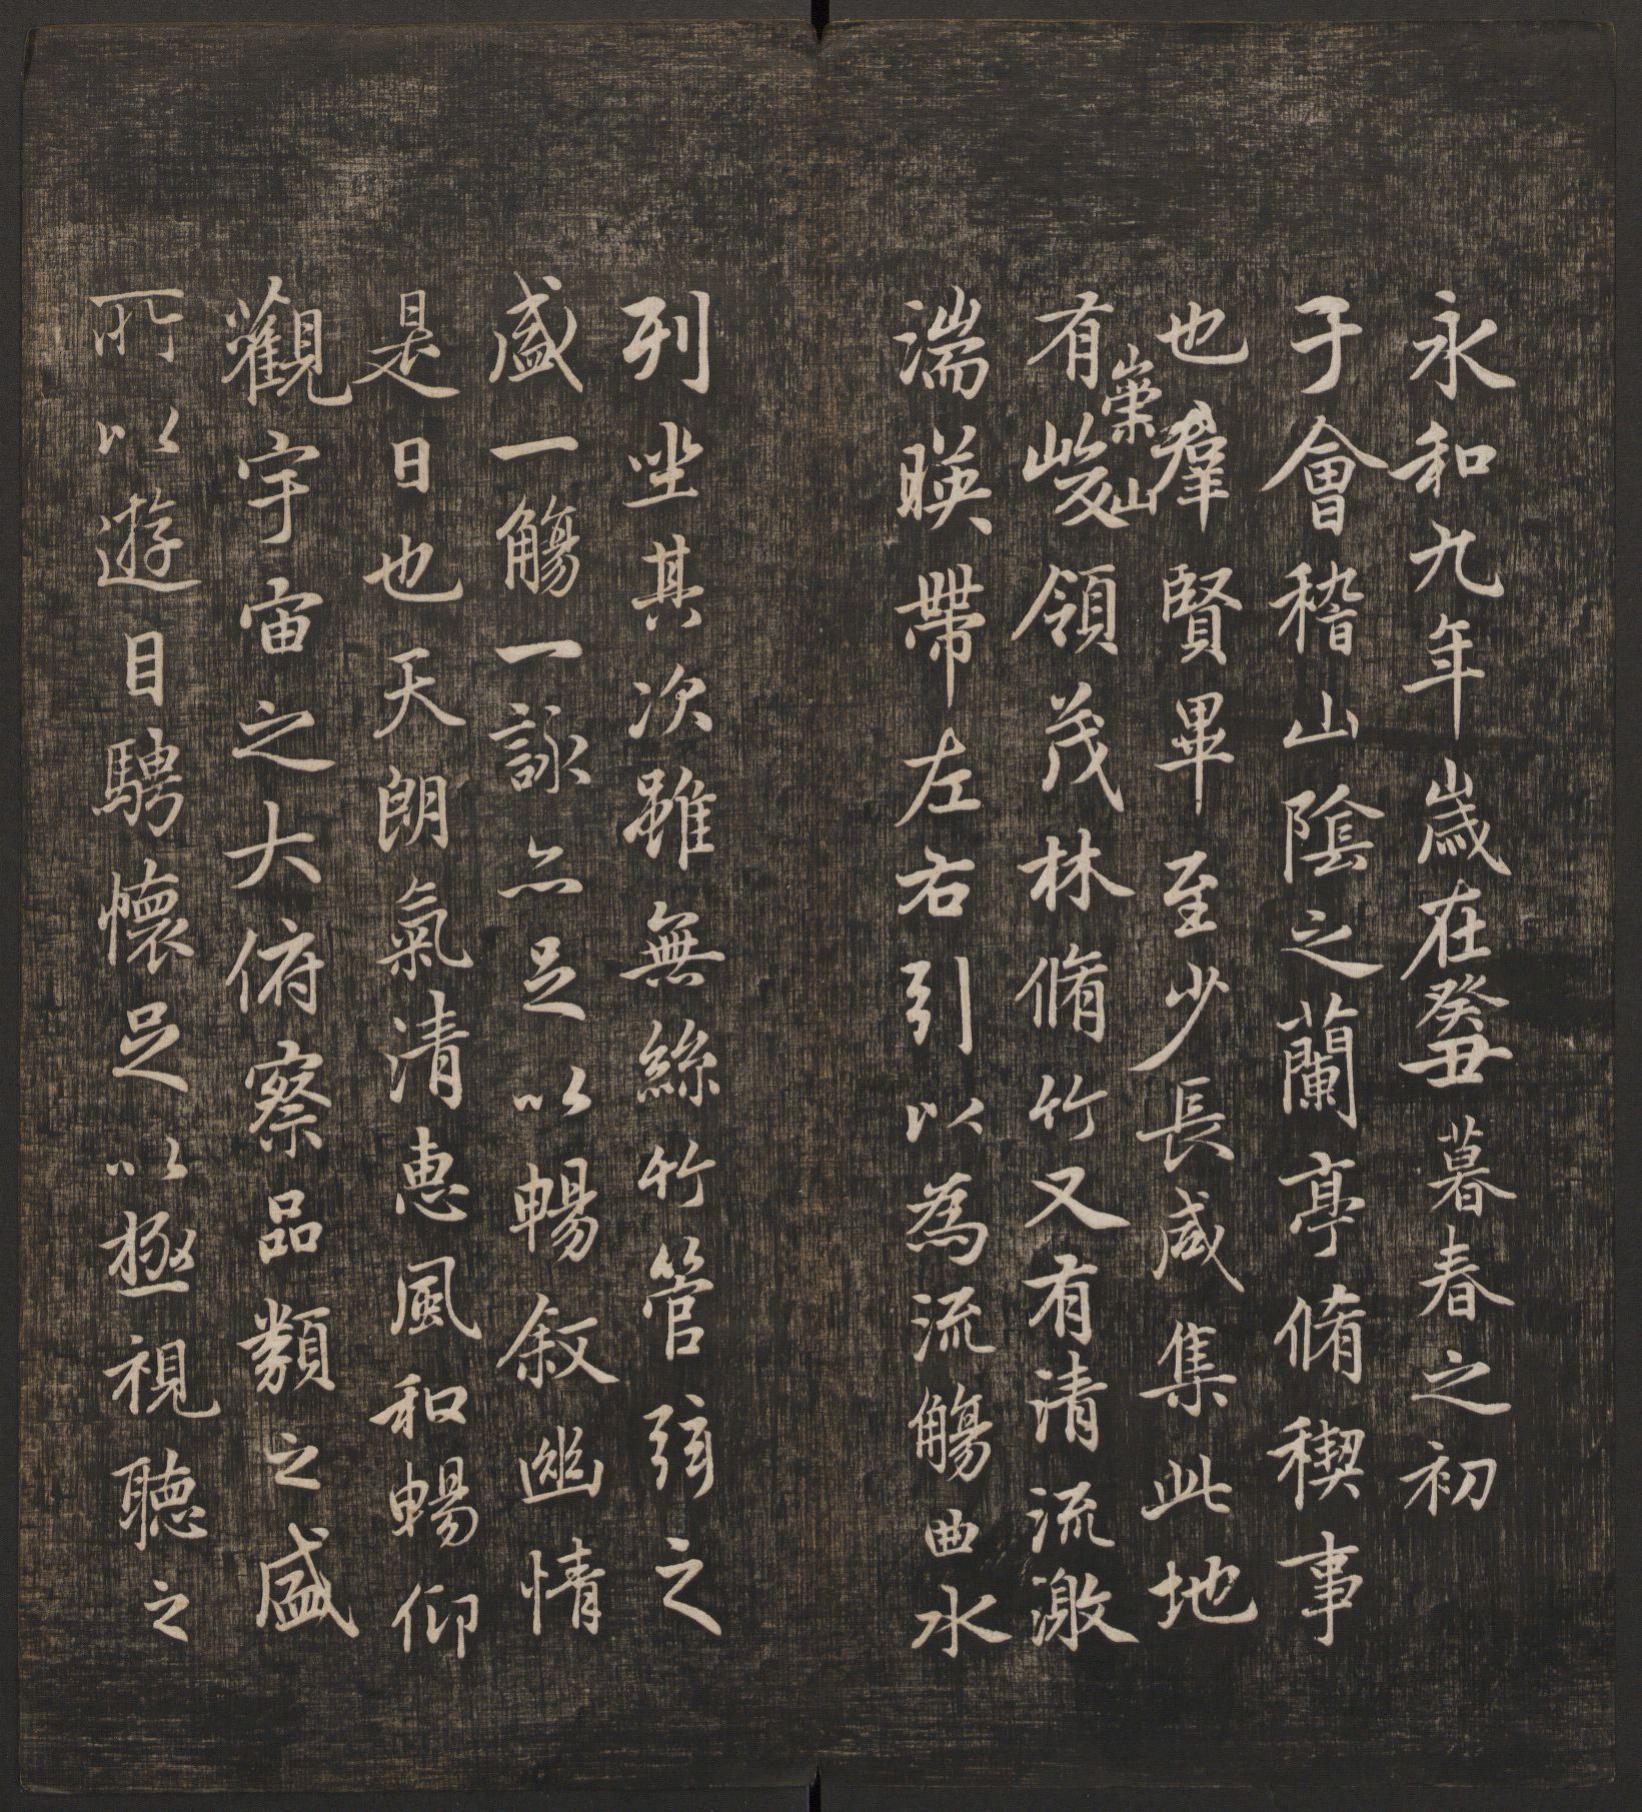 永和九年歲在癸丑暮春之初
于會稽山陰之蘭亭脩稧事
也羣賢畢至少長咸集此地
有崇山峻領茂林脩竹又有清流激
湍暎帶左右引以為流觴曲水
列坐其次雖無絲竹管弦之
盛一觴一詠亦足以暢叙幽情
是日也天朗氣清惠風和暢仰
觀宇宙之大俯察品類之盛
所以遊目騁懷足以極視聽之